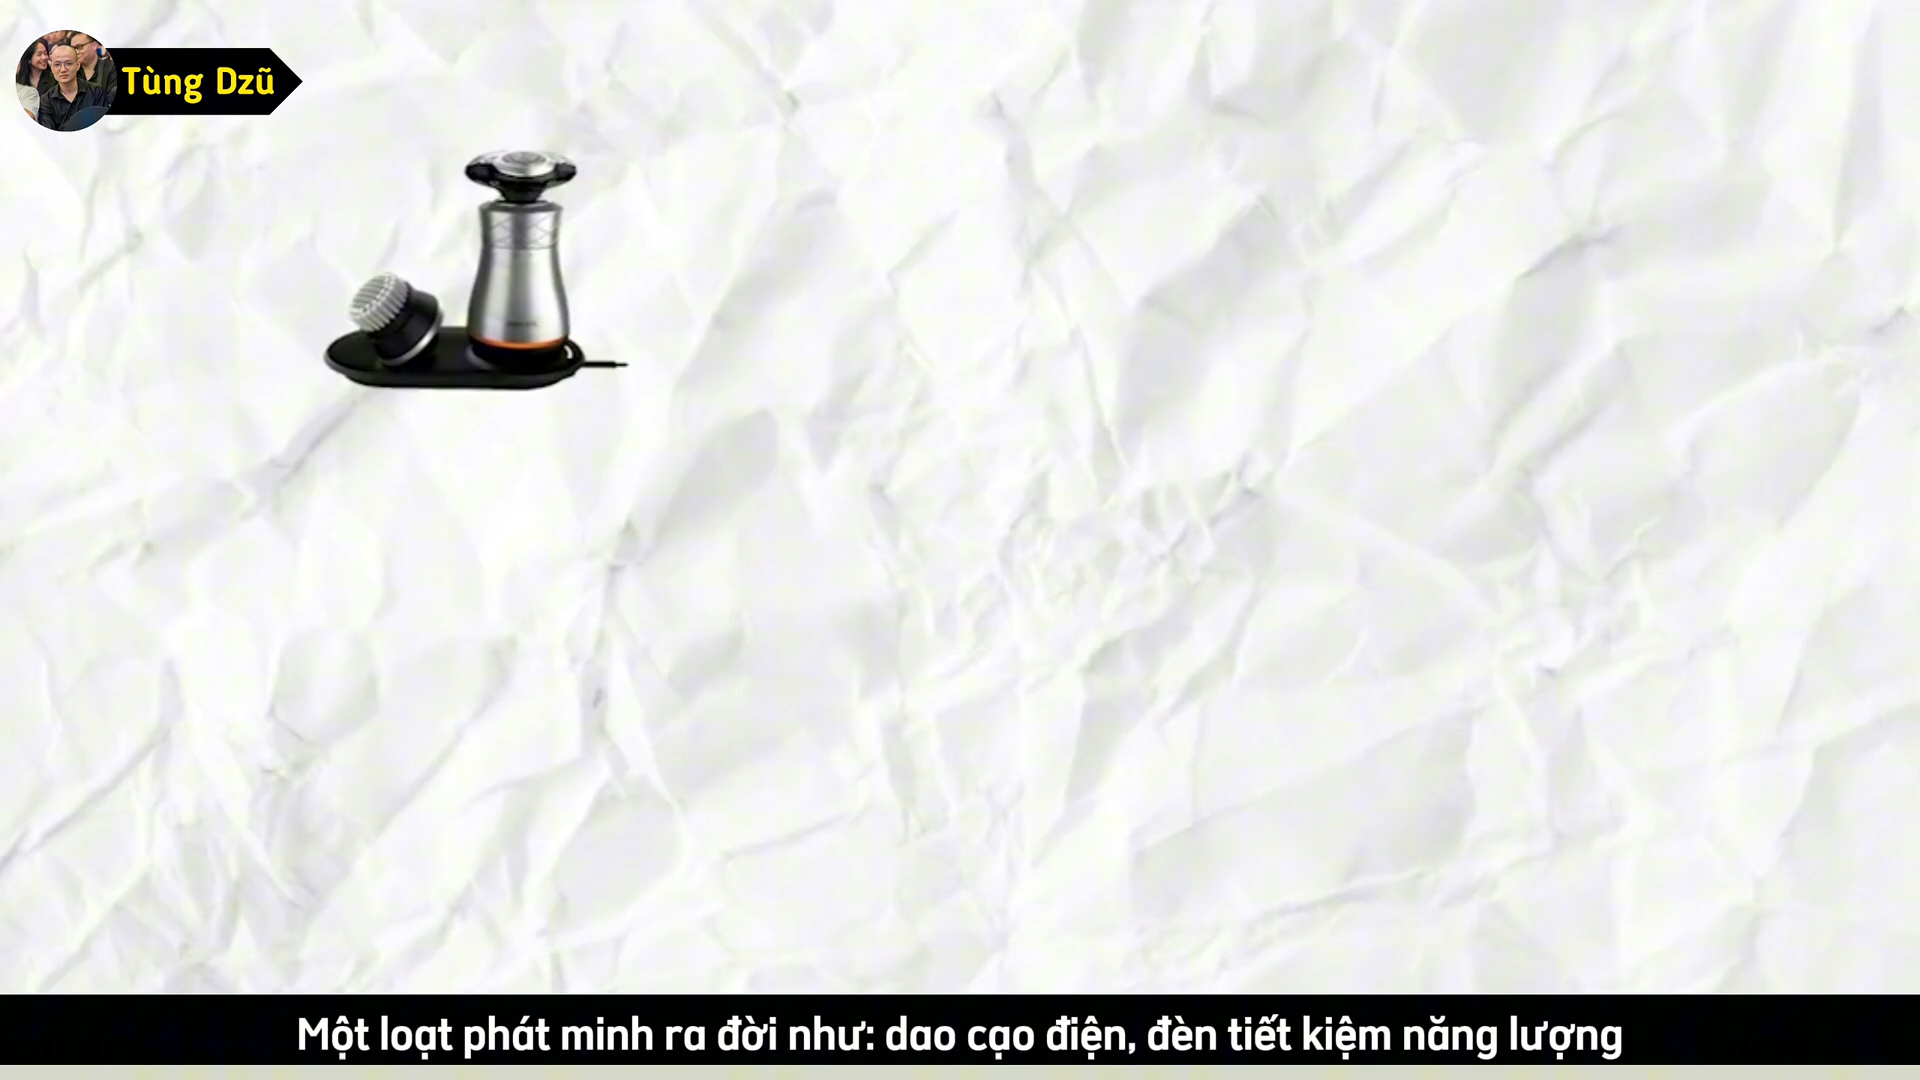 Tùng Dzũ
Một loạt phát minh ra đời như: dao cạo điện, đèn tiết kiệm năng lượng